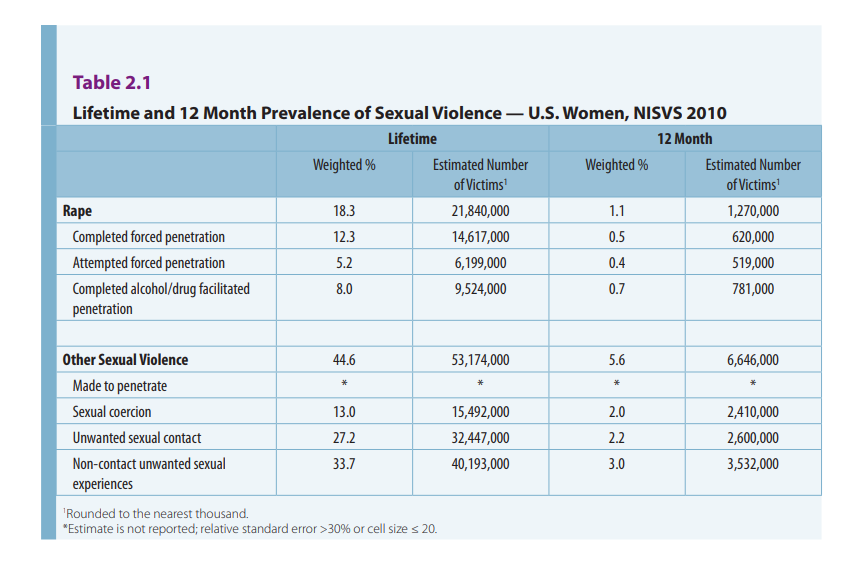 Table 2.1
Lifetime and 12 Month Prevalence of Sexual Violence — U.S. Women, NISVS 2010
Lifetime 12 Month
Weighted % Estimated Number of Victims¹ Weighted % Estimated Number of Victims¹
Rape 18.3 21,840,000 1.1 1,270,000
Completed forced penetration 12.3 14,617,000 0.5 620,000
Attempted forced penetration 5.2 6,199,000 0.4 519,000
Completed alcohol/drug facilitated penetration 8.0 9,524,000 0.7 781,000
Other Sexual Violence 44.6 53,174,000 5.6 6,646,000
Made to penetrate * * * *
Sexual coercion 13.0 15,492,000 2.0 2,410,000
Unwanted sexual contact 27.2 32,447,000 2.2 2,600,000
Non-contact unwanted sexual experiences 33.7 40,193,000 3.0 3,532,000
¹Rounded to the nearest thousand.
*Estimate is not reported; relative standard error >30% or cell size ≤ 20.